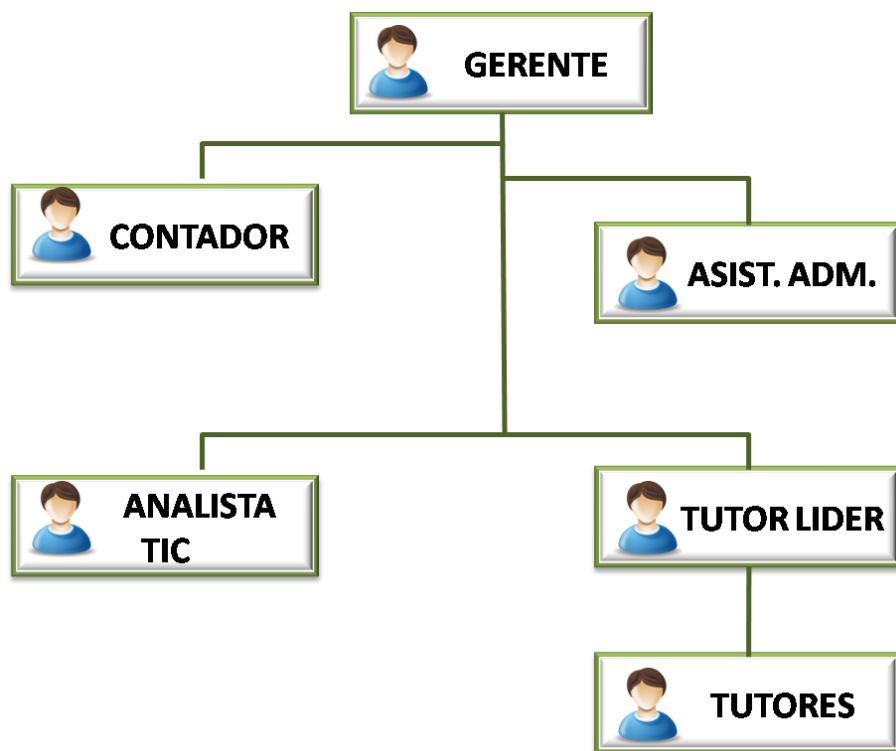 GERENTE
CONTADOR
ASIST. ADM.
ANALISTA
TIC
TUTOR LIDER
TUTORES